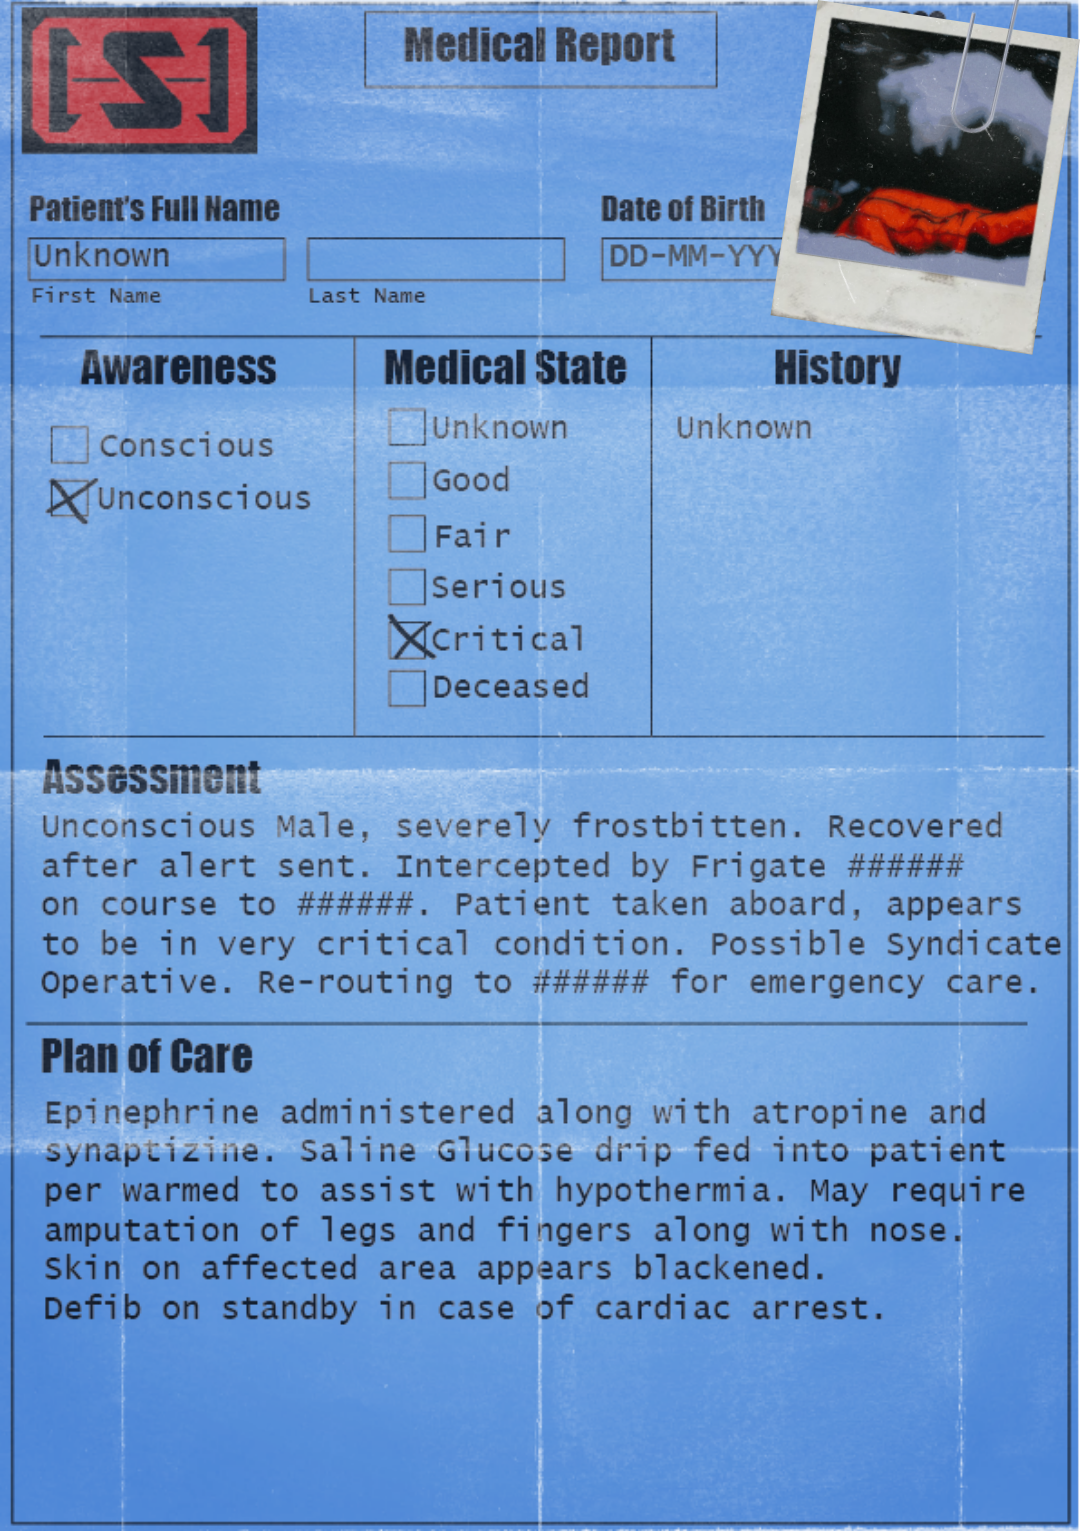 [S]
Medical Report
Patient's Full Name
Date of Birth
Unknown
DD-MM-YYY
First Name
Last Name
Awareness
Medical State
History
Conscious
Unconscious
Unknown
Good
Fair
Serious
Critical
Deceased
Unknown
Assessment
Unconscious Male, severely frostbitten. Recovered
after alert sent. Intercepted by Frigate ######
on course to ######. Patient taken aboard, appears
to be in very critical condition. Possible Syndicate
Operative. Re-routing to ###### for emergency care.
Plan of Care
Epinephrine administered along with atropine and
synaptizine. Saline Glucose drip fed into patient
per warmed to assist with hypothermia. May require
amputation of legs and fingers along with nose.
Skin on affected area appears blackened.
Defib on standby in case of cardiac arrest.